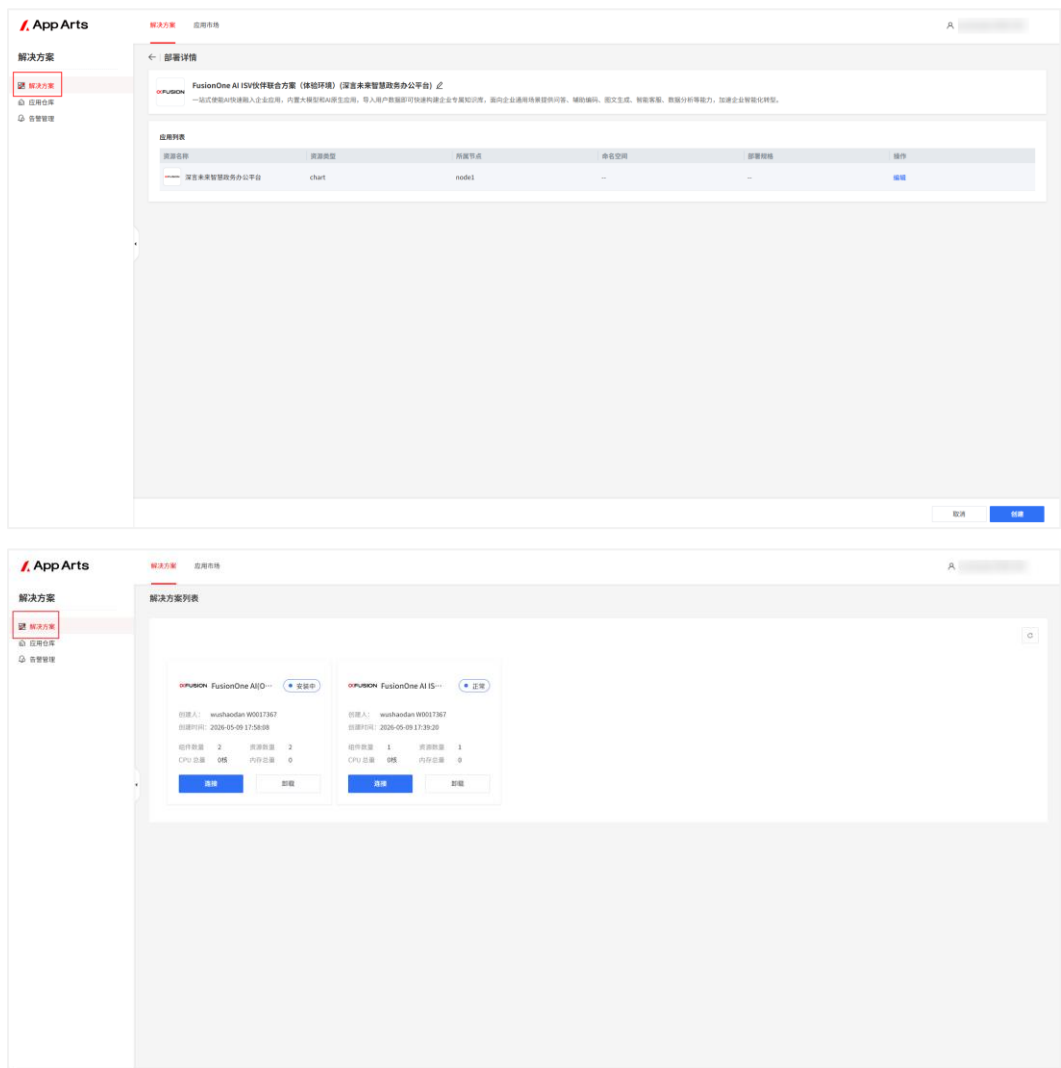 App Arts
解决方案
应用市场
解决方案
解决方案
应用仓库
告警管理
← 部署详情
FUSION
FusionOne AI ISV伙伴联合方案（体验环境）(深言未来智慧政务办公平台)
一站式使能AI快速融入企业应用，内置大模型和AI原生应用，导入用户数据即可快速构建企业专属知识库，面向企业通用场景提供问答、辅助编码、图文生成、智能客服、数据分析等能力，加速企业智能化转型。
应用列表
资源名称 资源类型 所属节点 命名空间 部署规格 操作
深言未来智慧政务办公平台 chart node1 -- -- 编辑
取消 创建
App Arts
解决方案
应用市场
解决方案
解决方案
应用仓库
告警管理
解决方案列表
FUSION FusionOne AI(O··· 安装中
创建人： wushaodan W0017367
创建时间： 2026-05-09 17:58:08
组件数量 2 资源数量 2
CPU 总量 0核 内存总量 0
连接 卸载
FUSION FusionOne AI IS··· 正常
创建人： wushaodan W0017367
创建时间： 2026-05-09 17:39:20
组件数量 1 资源数量 1
CPU 总量 0核 内存总量 0
连接 卸载